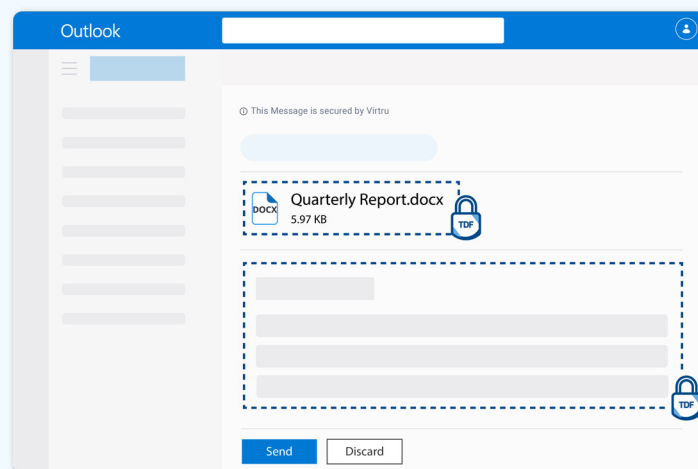 Outlook
This Message is secured by Virtru
DOCX
Quarterly Report.docx
5.97 KB
TDF
TDF
Send
Discard